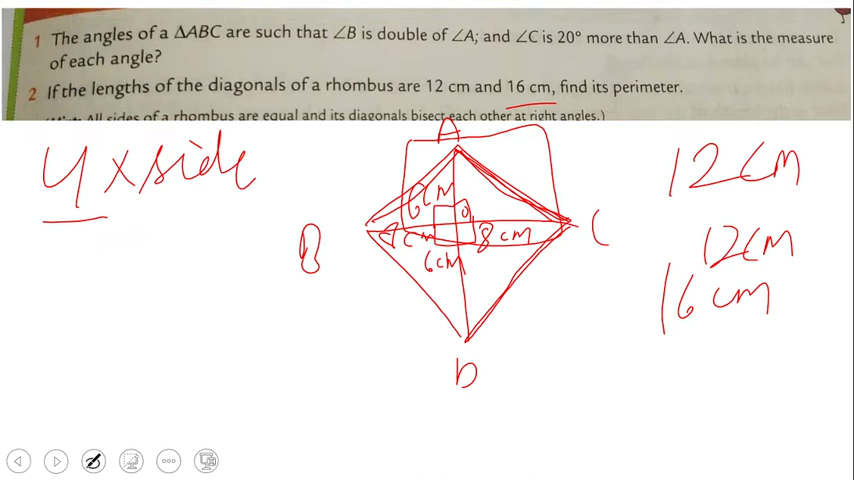 1 The angles of a ΔABC are such that ∠B is double of ∠A; and ∠C is 20° more than ∠A. What is the measure
of each angle?
2 If the lengths of the diagonals of a rhombus are 12 cm and 16 cm, find its perimeter.
All sides of a rhombus are equal and its diagonals bisect each other at right angles.)
4 x side
A
12 cm
6 cm
O
B
8 cm
8 cm
C
12 cm
6 cm
16 cm
D